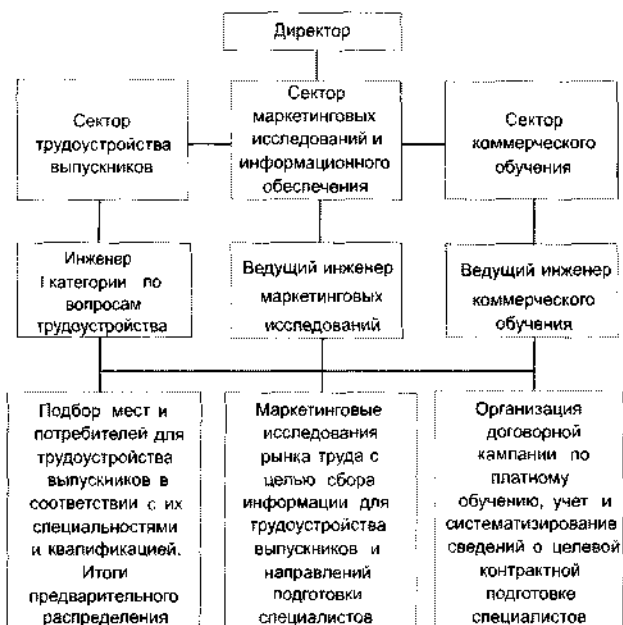 Директор
Сектор
трудоустройства
выпускников
Сектор
маркетинговых
исследований и
информационного
обеспечения
Сектор
коммерческого
обучения
Инженер
I категории по
вопросам
трудоустройства
Ведущий инженер
маркетинговых
исследований
Ведущий инженер
коммерческого
обучения
Подбор мест и
потребителей для
трудоустройства
выпускников в
соответствии с их
специальностями
и квалификацией.
Итоги
предварительного
распределения
Маркетинговые
исследования
рынка труда с
целью сбора
информации для
трудоустройства
выпускников и
направлений
подготовки
специалистов
Организация
договорной
кампании по
платному
обучению, учет и
систематизирование
сведений о целевой
контрактной
подготовке
специалистов